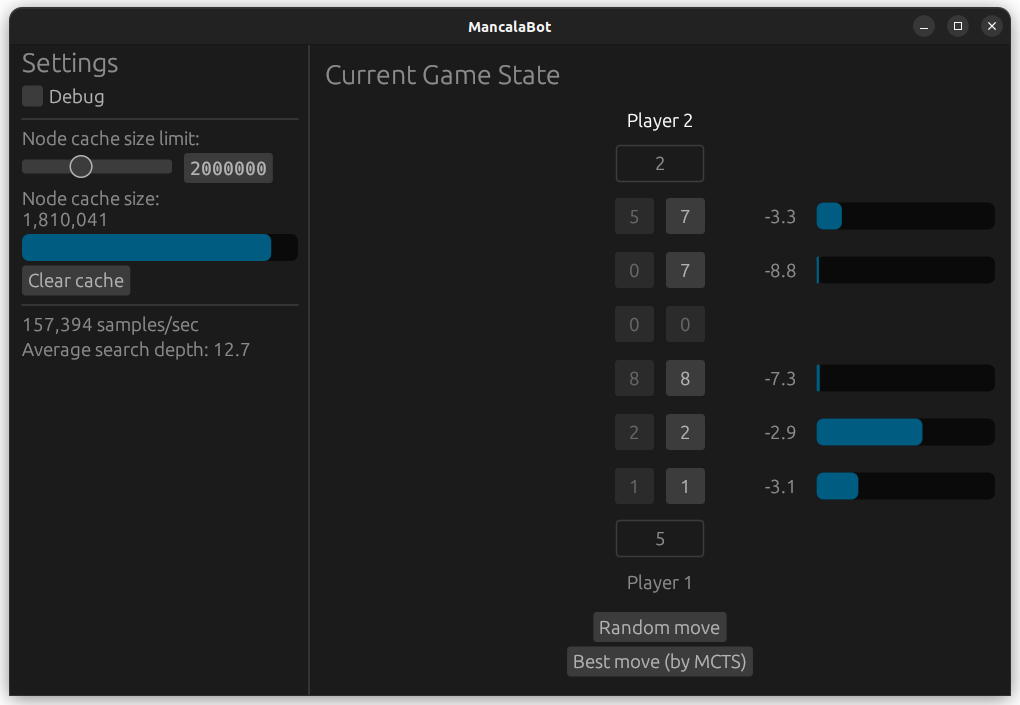 MancalaBot
Settings
Debug
Node cache size limit:
2000000
Node cache size:
1,810,041
Clear cache
157,394 samples/sec
Average search depth: 12.7
Current Game State
Player 2
2
5 7 -3.3
0 7 -8.8
0 0
8 8 -7.3
2 2 -2.9
1 1 -3.1
5
Player 1
Random move
Best move (by MCTS)